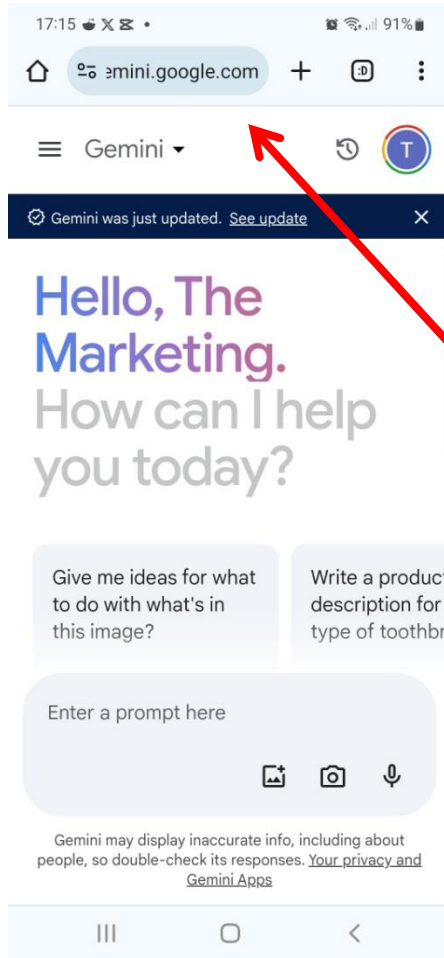 17:15 X 91%
emini.google.com :D
Gemini T
Gemini was just updated. See update
Hello, The
Marketing.
How can I help
you today?
Give me ideas for what
to do with what's in
this image?
Write a produc
description for
type of toothbr
Enter a prompt here
Gemini may display inaccurate info, including about
people, so double-check its responses. Your privacy and
Gemini Apps